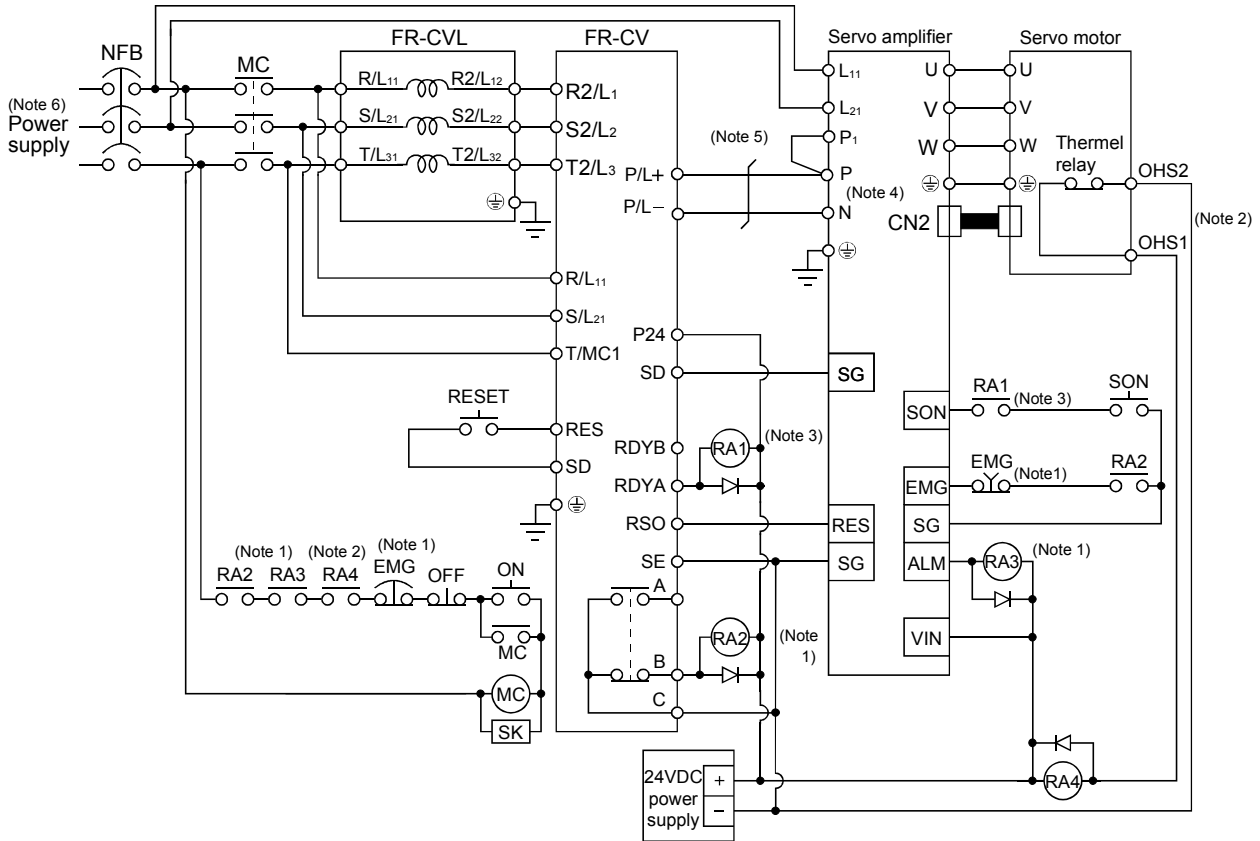 FR-CVL
FR-CV
Servo amplifier
Servo motor
NFB
MC
(Note 6)
Power
supply
R/L11
R2/L12
S/L21
S2/L22
T/L31
T2/L32
R2/L1
S2/L2
T2/L3
P/L+
P/L−
(Note 5)
L11
L21
P1
P
(Note 4)
N
U
V
W
U
V
W
CN2
Thermel
relay
OHS2
(Note 2)
OHS1
R/L11
S/L21
T/MC1
P24
SD
SG
RESET
RES
SD
RDYB
RDYA
RA1
(Note 3)
RSO
RES
SE
SG
SON
RA1
(Note 3)
SON
EMG
EMG
(Note1)
RA2
SG
ALM
RA3
(Note 1)
VIN
(Note 1)
(Note 2)
(Note 1)
RA2
RA3
RA4
EMG
OFF
ON
MC
MC
SK
A
B
C
RA2
(Note
1)
24VDC
power
supply
+
−
RA4